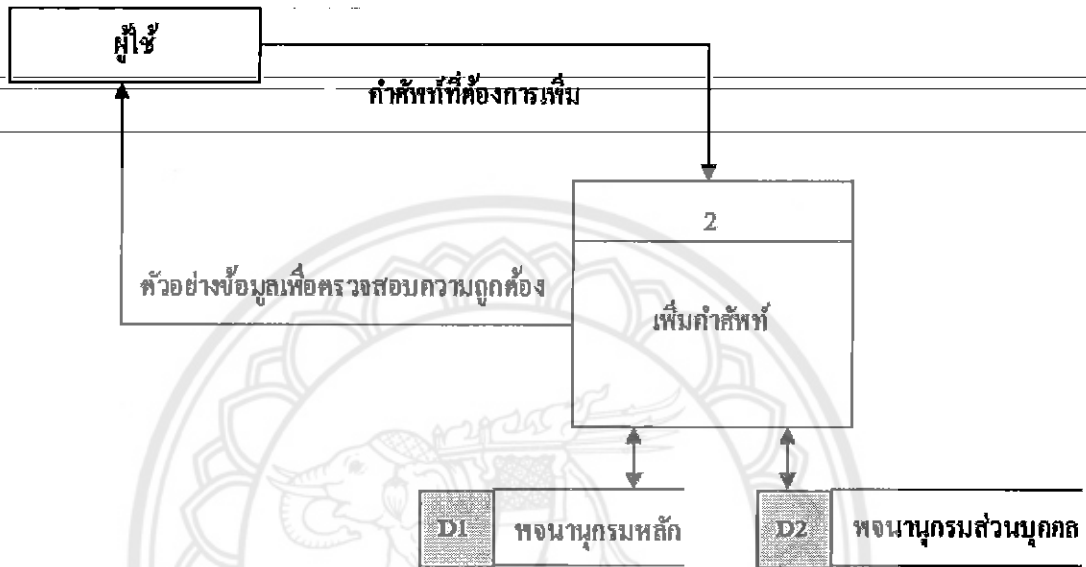 ผู้ใช้
คำศัพท์ที่ต้องการเพิ่ม
2
ตัวอย่างข้อมูลเพื่อตรวจสอบความถูกต้อง
เพิ่มคำศัพท์
D1 พจนานุกรมหลัก
D2 พจนานุกรมส่วนบุคคล